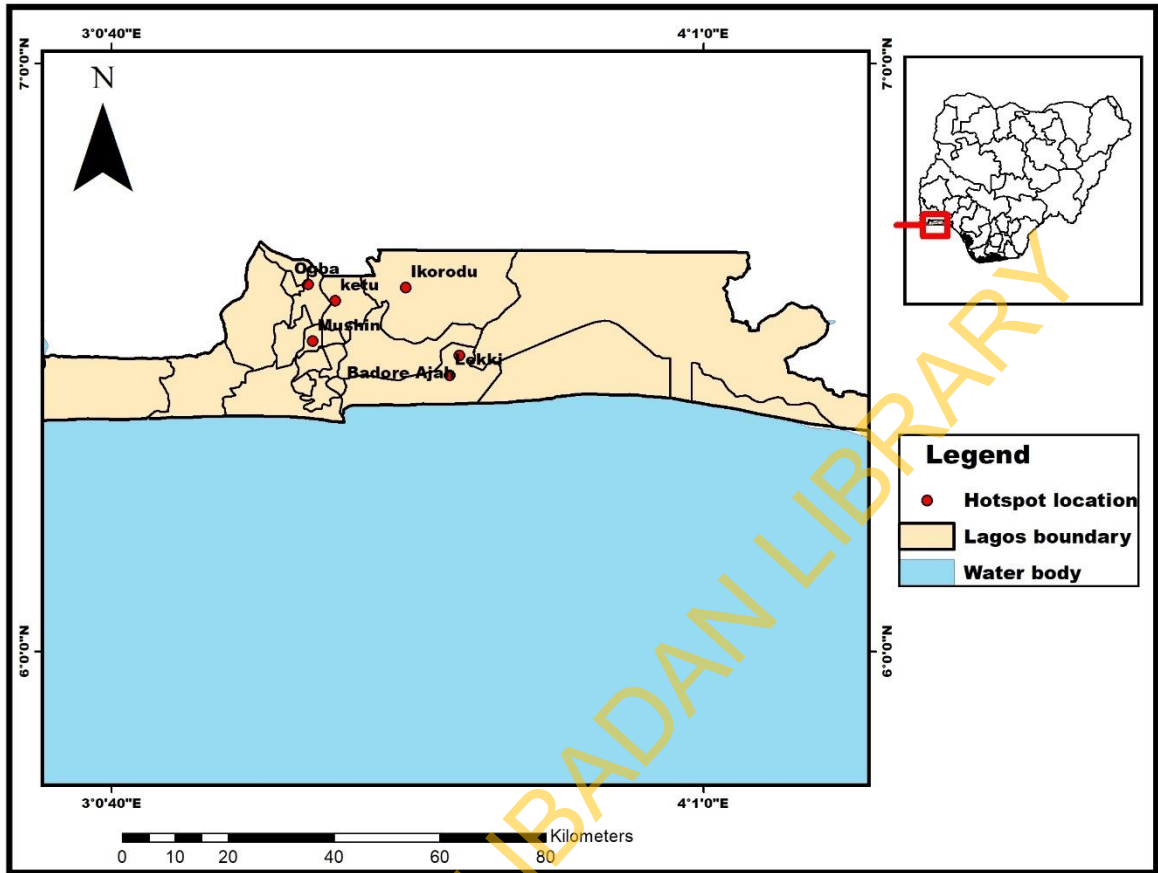 3°0'40"E
4°1'0"E
7°0'0"N
7°0'0"N
N
Ogba
ketu
Ikorodu
Mushin
Lekki
Badore Ajah
Legend
Hotspot location
Lagos boundary
Water body
6°0'0"N
6°0'0"N
3°0'40"E
4°1'0"E
Kilometers
0 10 20 40 60 80
IBADAN LIBRARY